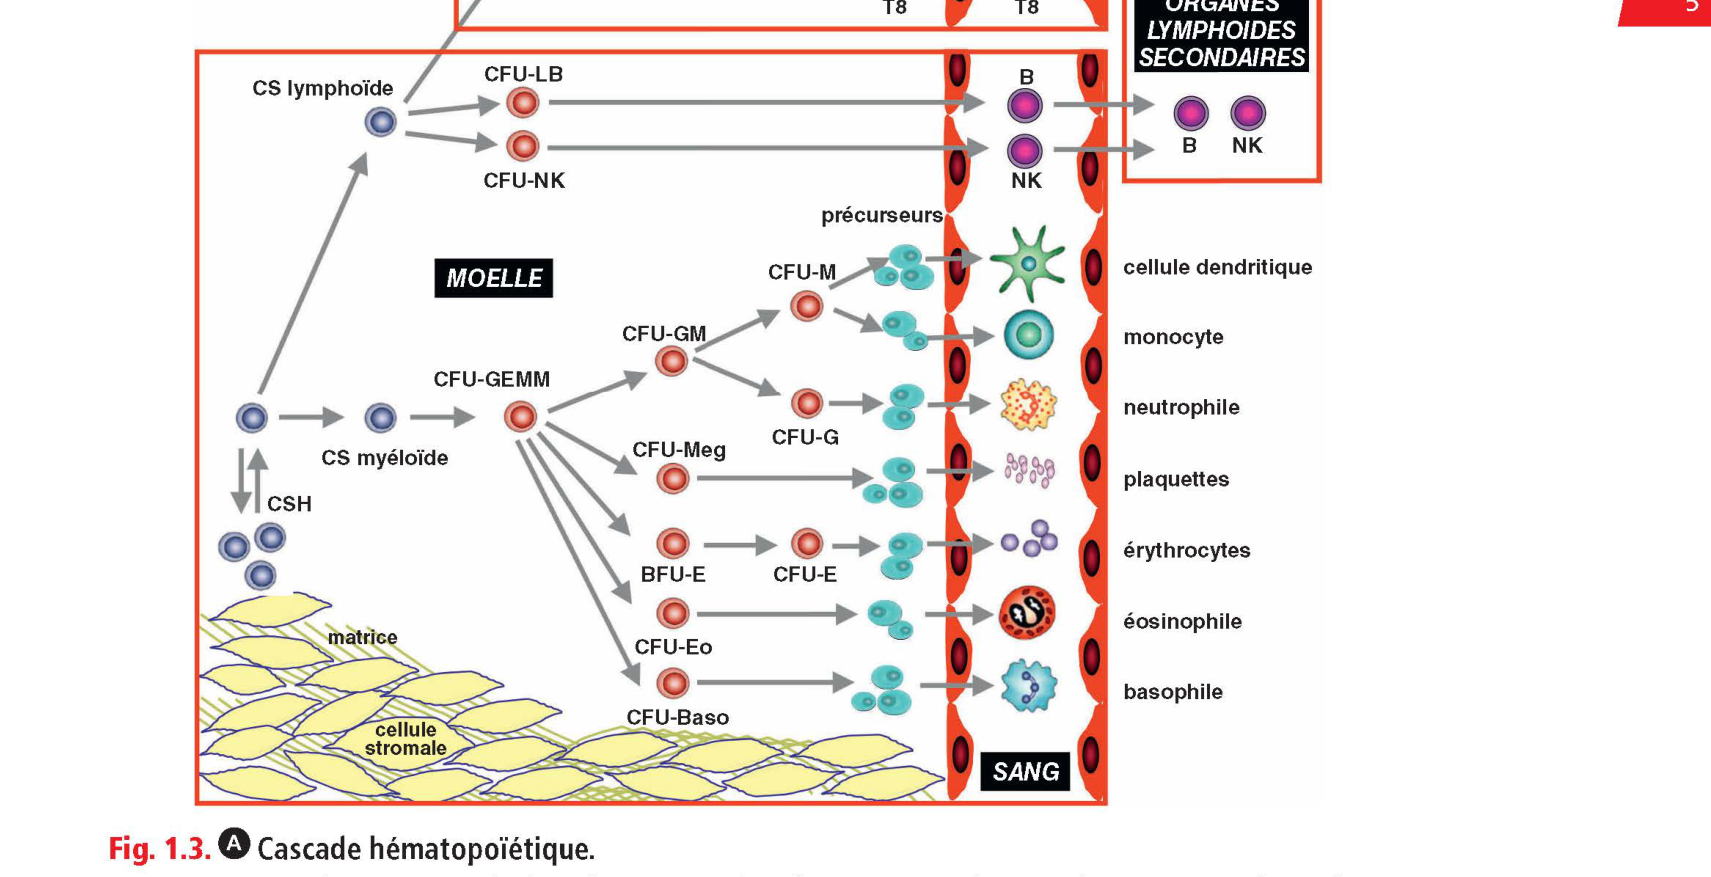 T8
T8
ORGANES
LYMPHOIDES
SECONDAIRES
5
CS lymphoïde
CFU-LB
B
CFU-NK
NK
B
NK
précurseurs
MOELLE
CFU-M
cellule dendritique
CFU-GM
monocyte
CFU-GEMM
neutrophile
CFU-G
CS myéloïde
CFU-Meg
plaquettes
CSH
BFU-E
CFU-E
érythrocytes
CFU-Eo
éosinophile
matrice
CFU-Baso
basophile
cellule
stromale
SANG
Fig. 1.3. A Cascade hématopoïétique.